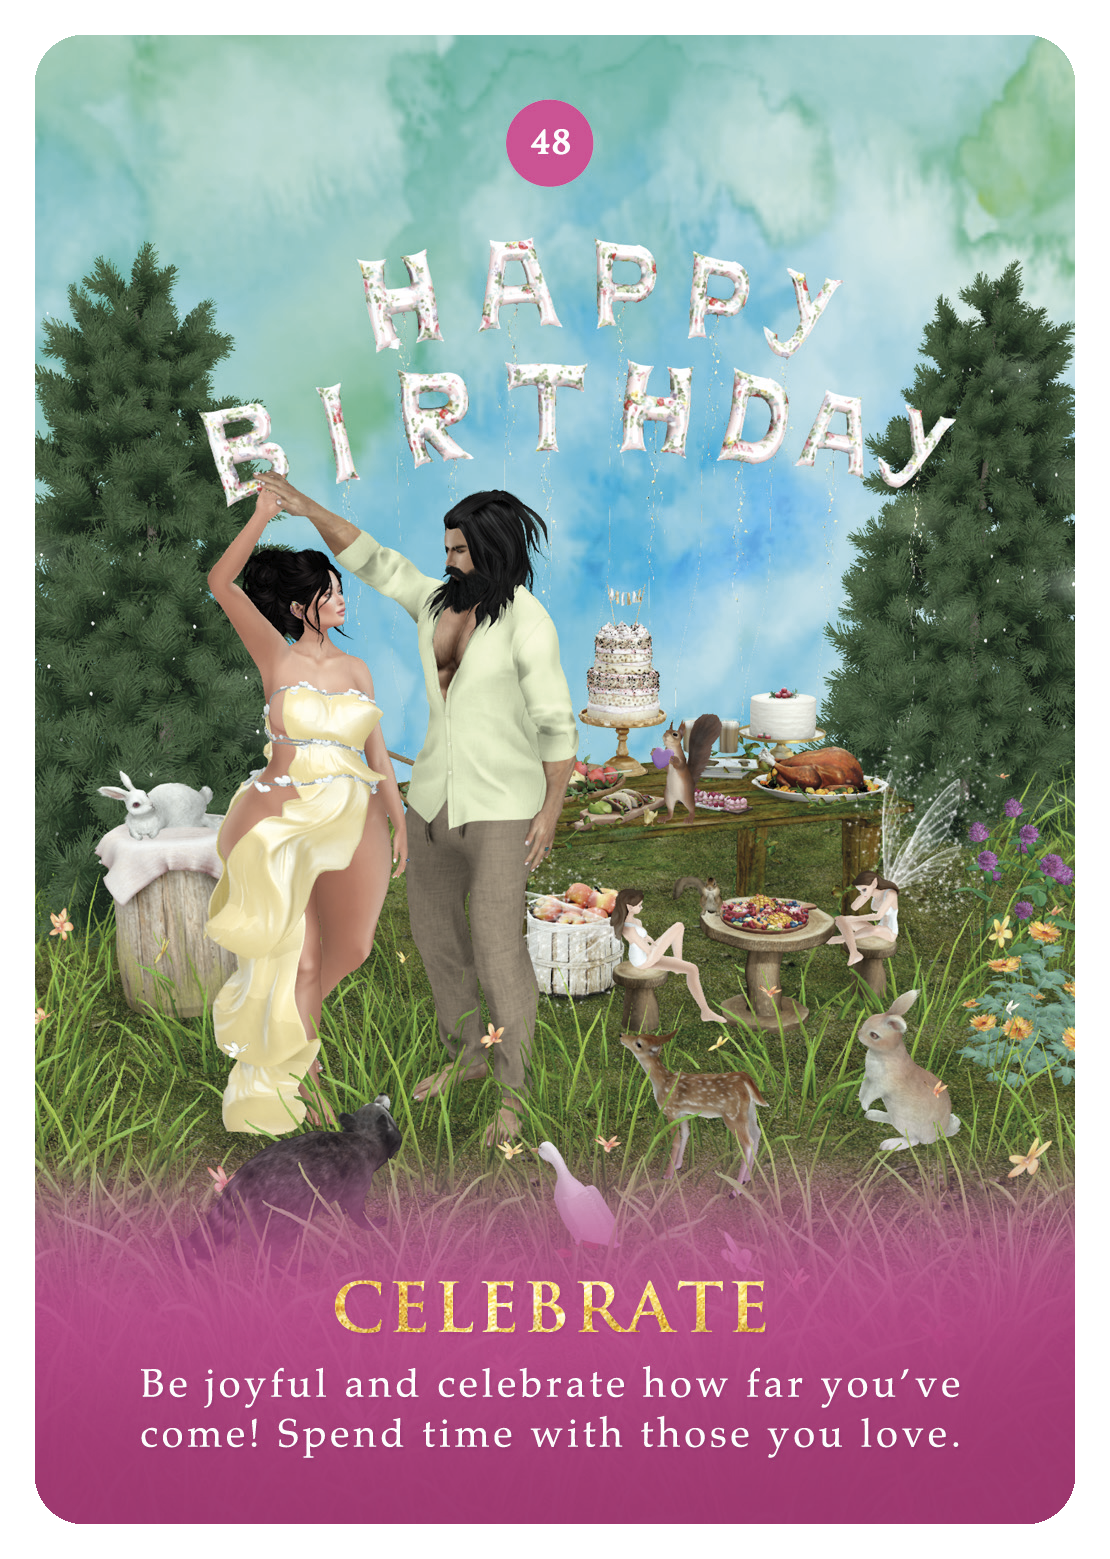 48
HAPPY
BIRTHDAY
CELEBRATE
Be joyful and celebrate how far you’ve
come! Spend time with those you love.